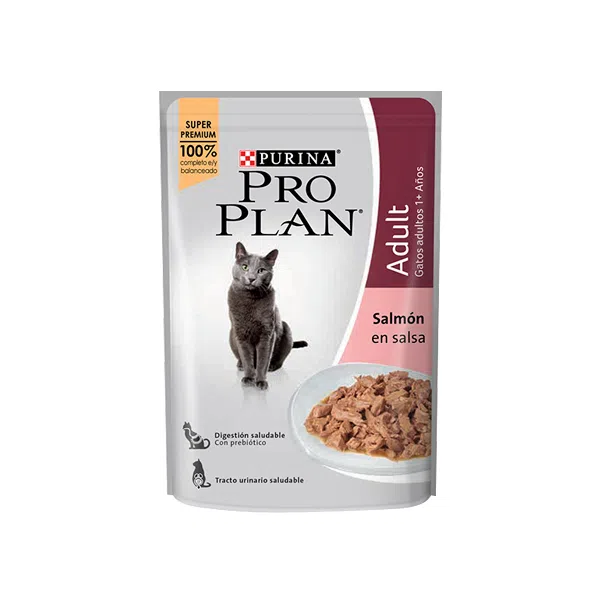 SUPER
PREMIUM
100%
completo e/y
balanceado
PURINA®
PRO
PLAN®
Adult
Gatos adultos 1+ Años
Salmón
en salsa
Digestión saludable
Con prebiótico
Tracto urinario saludable